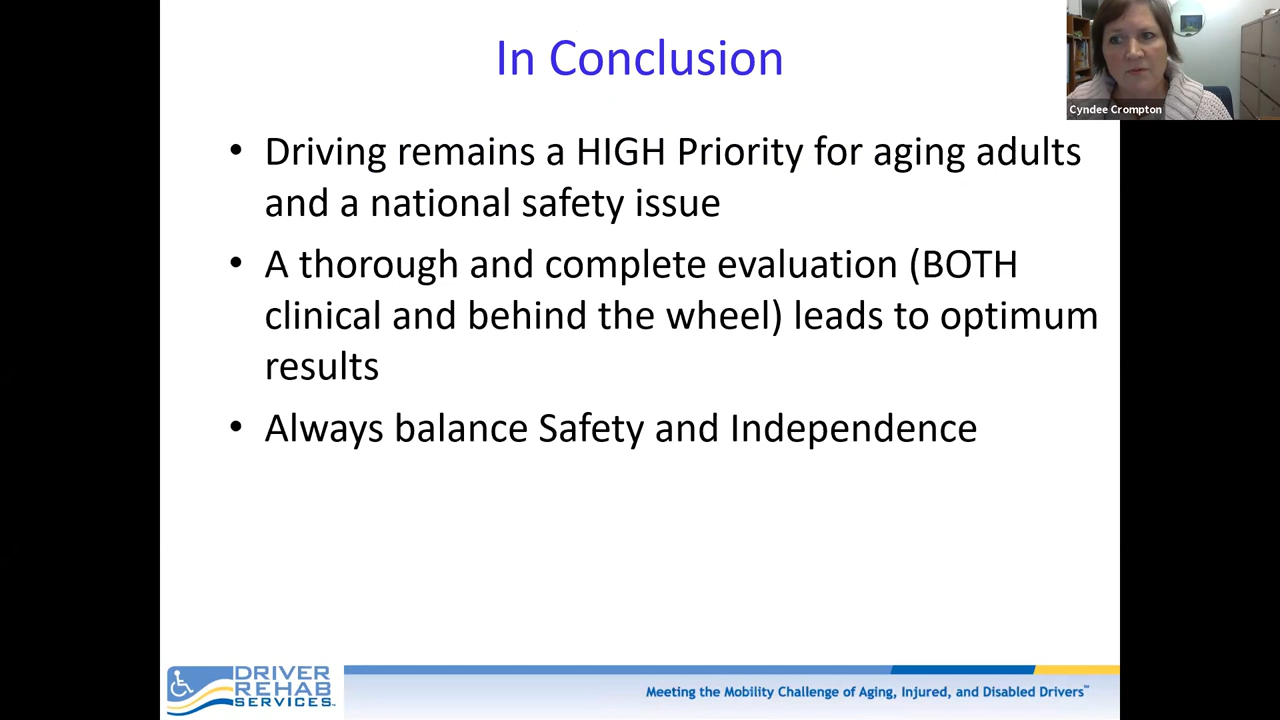 In Conclusion
Cyndee Crompton
• Driving remains a HIGH Priority for aging adults
and a national safety issue
• A thorough and complete evaluation (BOTH
clinical and behind the wheel) leads to optimum
results
• Always balance Safety and Independence
DRIVER
REHAB
SERVICES™
Meeting the Mobility Challenge of Aging, Injured, and Disabled Drivers™